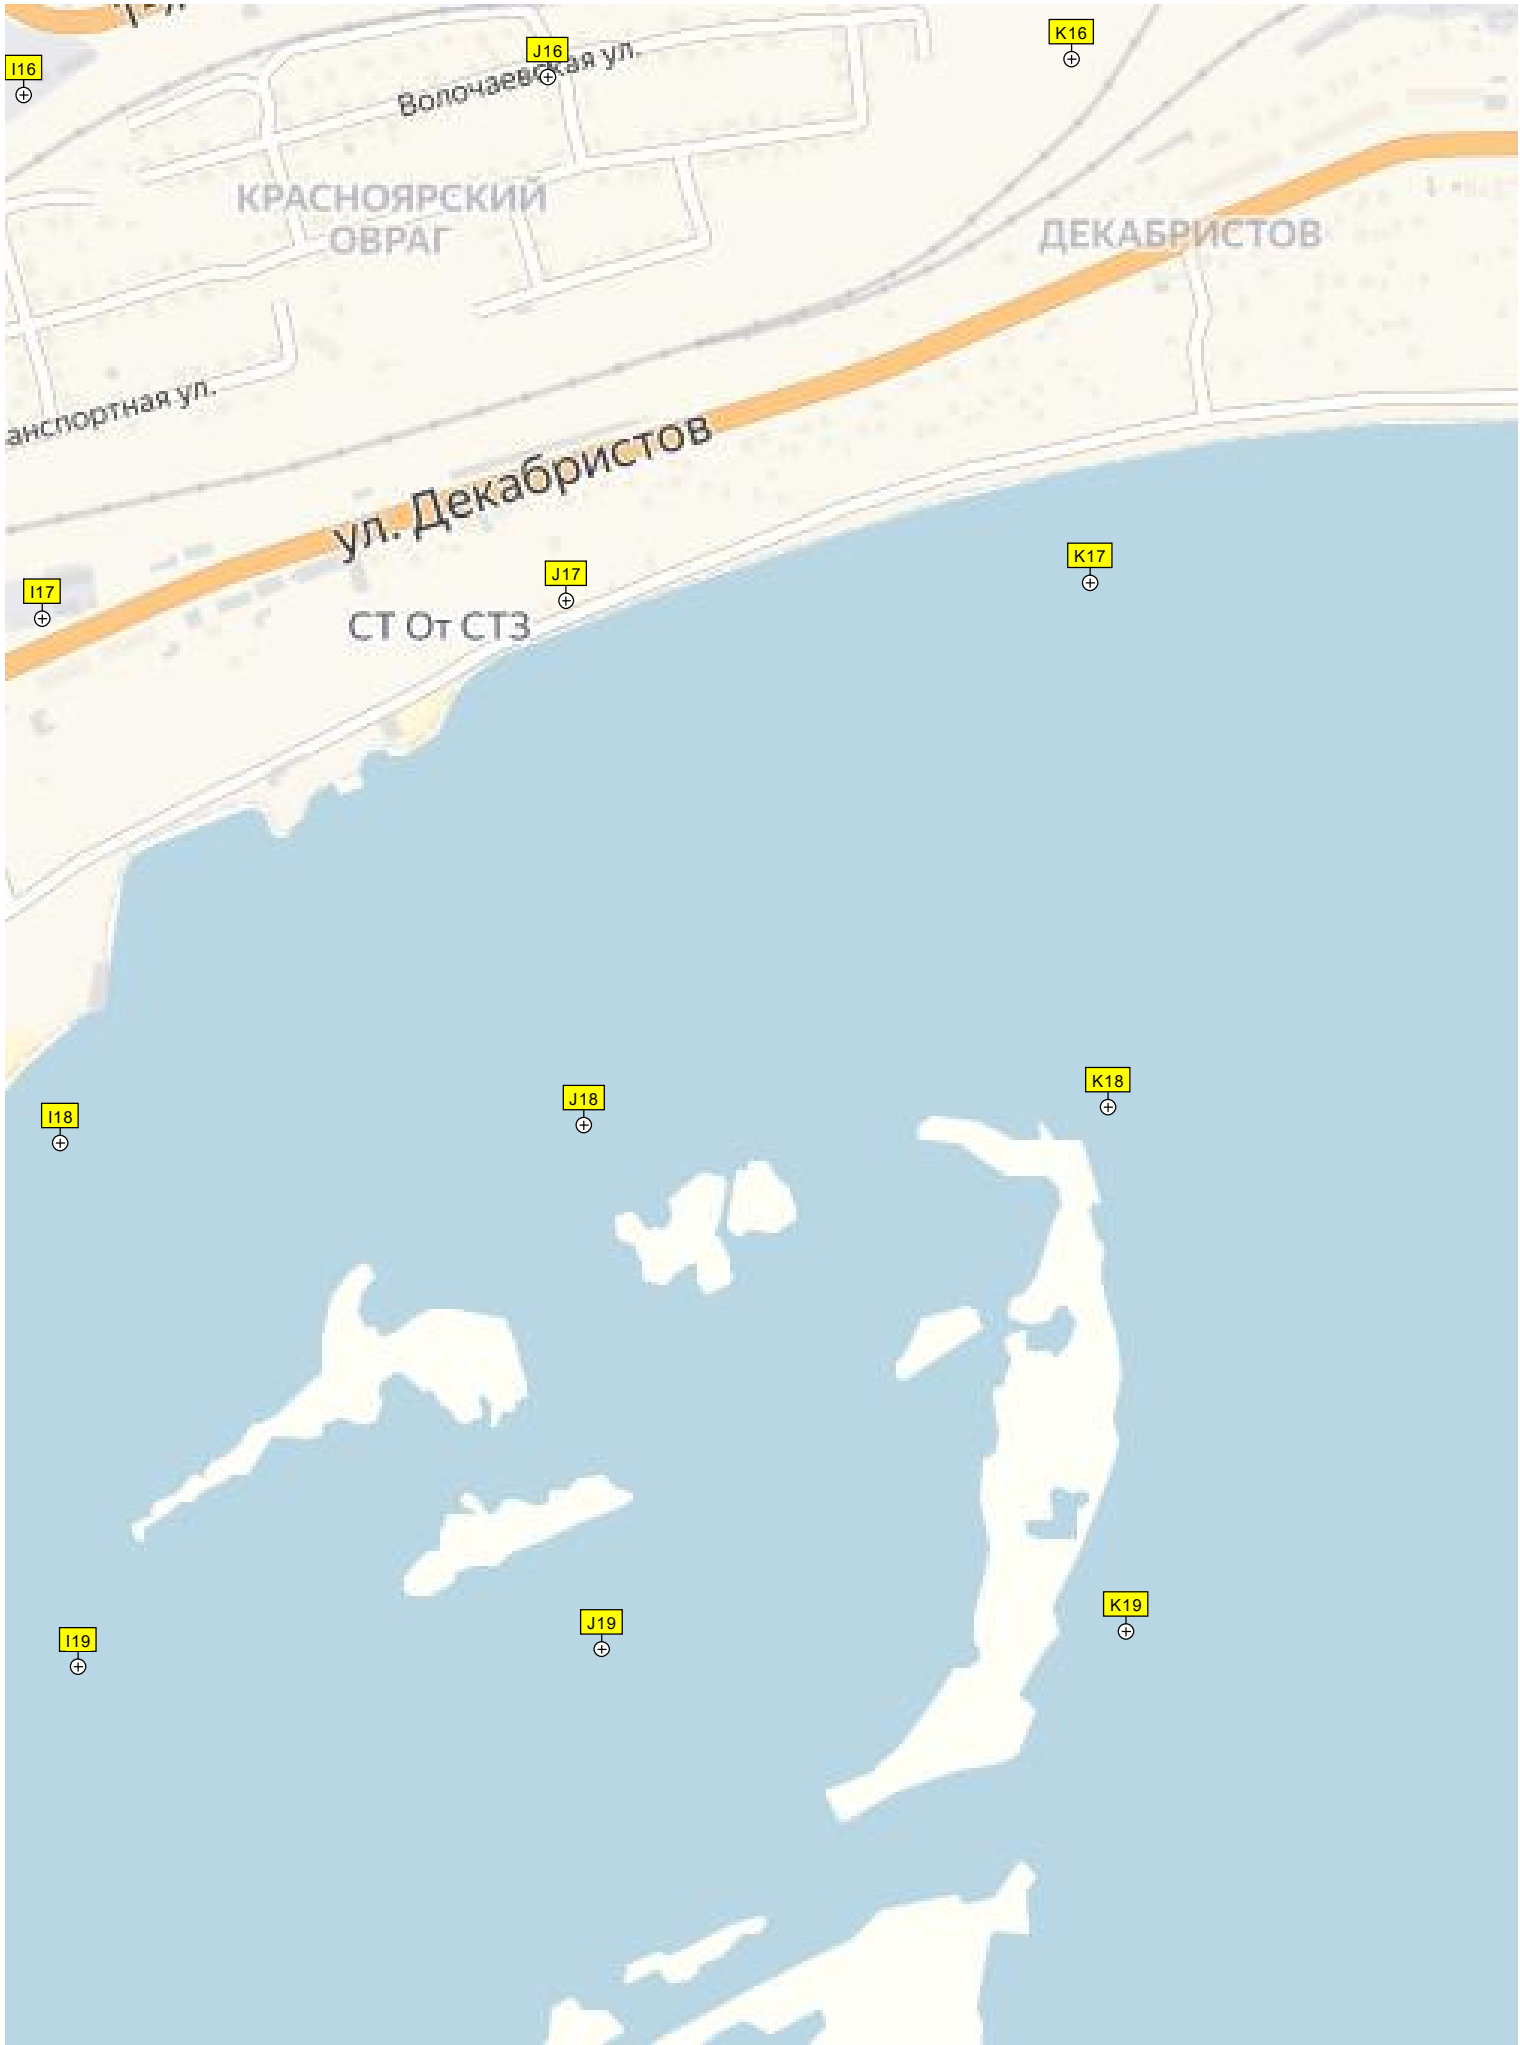 K16
J16
I16
Волочаевская ул.
КРАСНОЯРСКИЙ
ОВРАГ
ДЕКАБРИСТОВ
анспортная ул.
ул. Декабристов
K17
J17
I17
СТ От СТЗ
K18
J18
I18
K19
J19
I19